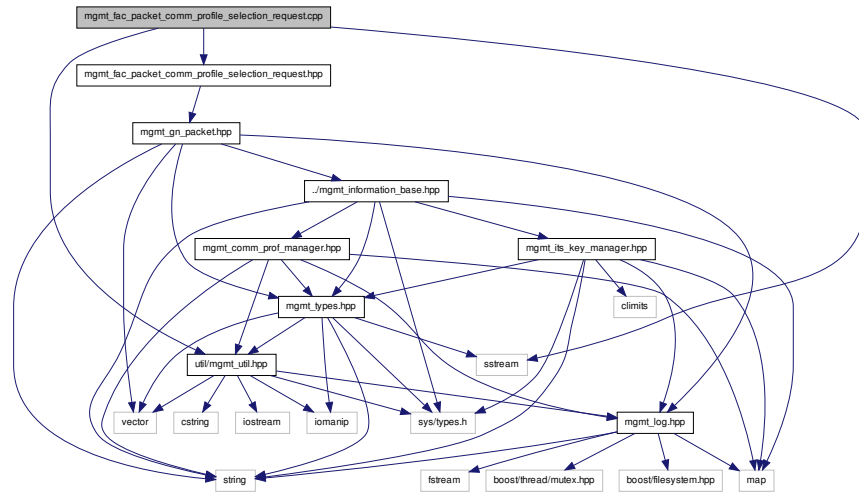 mgmt_fac_packet_comm_profile_selection_request.cpp
mgmt_fac_packet_comm_profile_selection_request.hpp
mgmt_gn_packet.hpp
../mgmt_information_base.hpp
mgmt_comm_prof_manager.hpp
mgmt_its_key_manager.hpp
mgmt_types.hpp
climits
sstream
util/mgmt_util.hpp
vector
cstring
iostream
iomanip
sys/types.h
mgmt_log.hpp
string
fstream
boost/thread/mutex.hpp
boost/filesystem.hpp
map